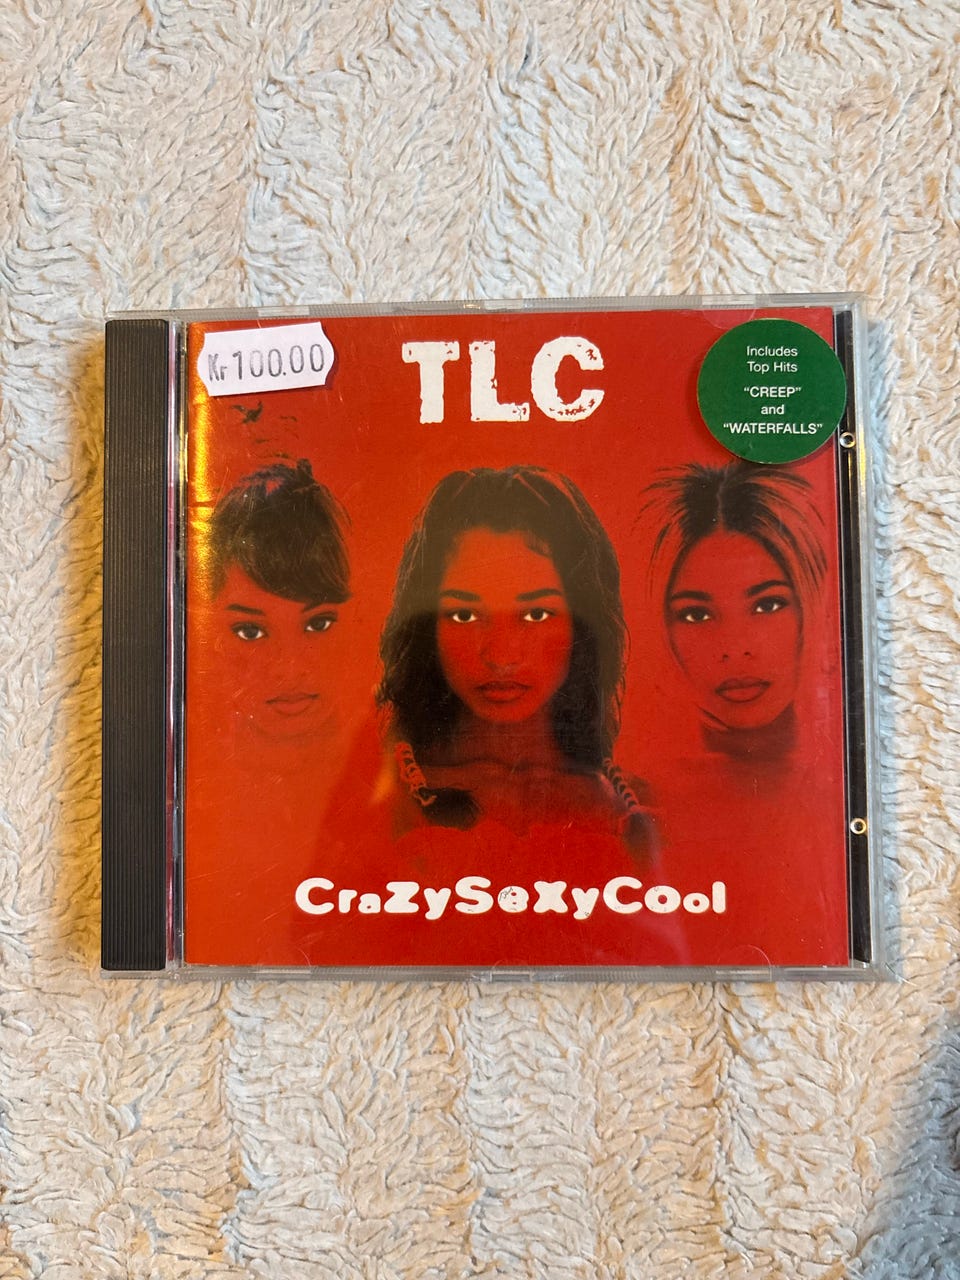 Kr 100.00
TLC
Includes
Top Hits
“CREEP”
and
“WATERFALLS”
CraZySeXyCool